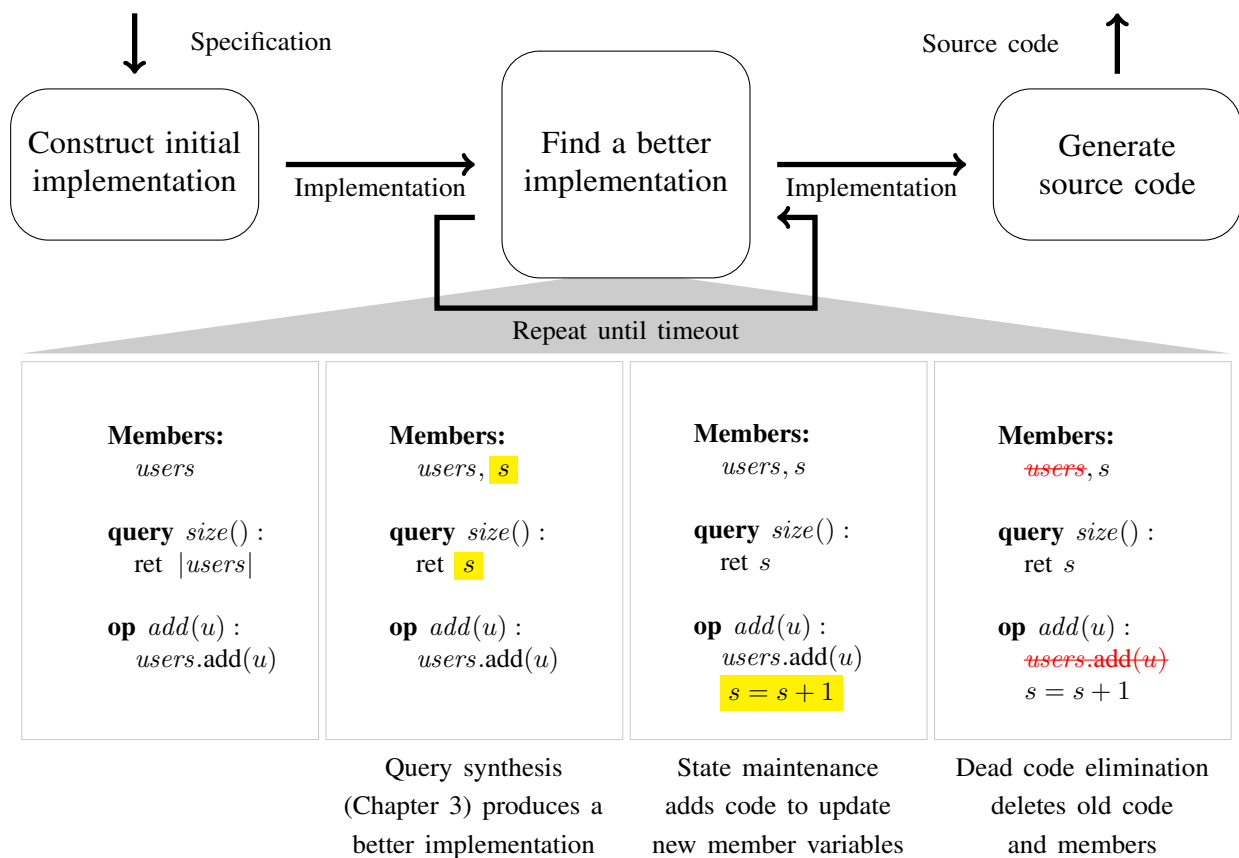 Specification
Source code
Construct initial
implementation
Implementation
Find a better
implementation
Implementation
Generate
source code
Repeat until timeout
Members:
users
query size() :
ret |users|
op add(u) :
users.add(u)
Members:
users, s
query size() :
ret s
op add(u) :
users.add(u)
Members:
users, s
query size() :
ret s
op add(u) :
users.add(u)
s = s + 1
Members:
users, s
query size() :
ret s
op add(u) :
users.add(u)
s = s + 1
Query synthesis
(Chapter 3) produces a
better implementation
State maintenance
adds code to update
new member variables
Dead code elimination
deletes old code
and members